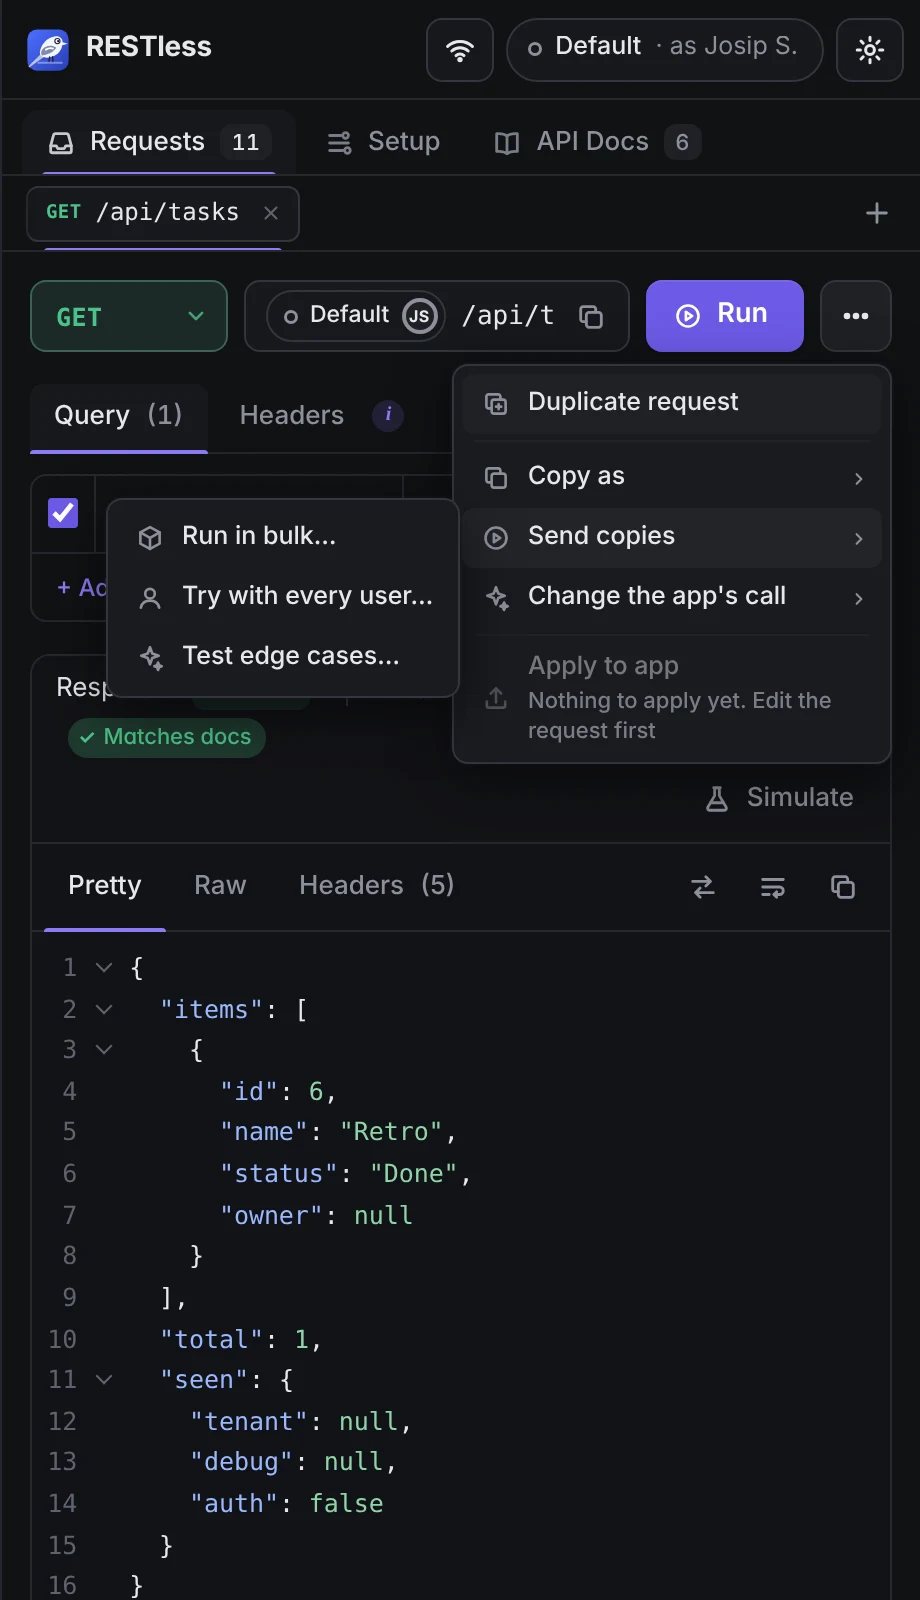 RESTless
Default · as Josip S.
Requests 11
Setup
API Docs 6
GET /api/tasks
GET
Default JS /api/t
Run
Query (1)
Headers i
Duplicate request
Copy as
Send copies
Change the app's call
Apply to app
Nothing to apply yet. Edit the
request first
Run in bulk...
Try with every user...
Test edge cases...
+
Matches docs
Simulate
Pretty
Raw
Headers (5)
1 {
2 "items": [
3 {
4 "id": 6,
5 "name": "Retro",
6 "status": "Done",
7 "owner": null
8 }
9 ],
10 "total": 1,
11 "seen": {
12 "tenant": null,
13 "debug": null,
14 "auth": false
15 }
16 }